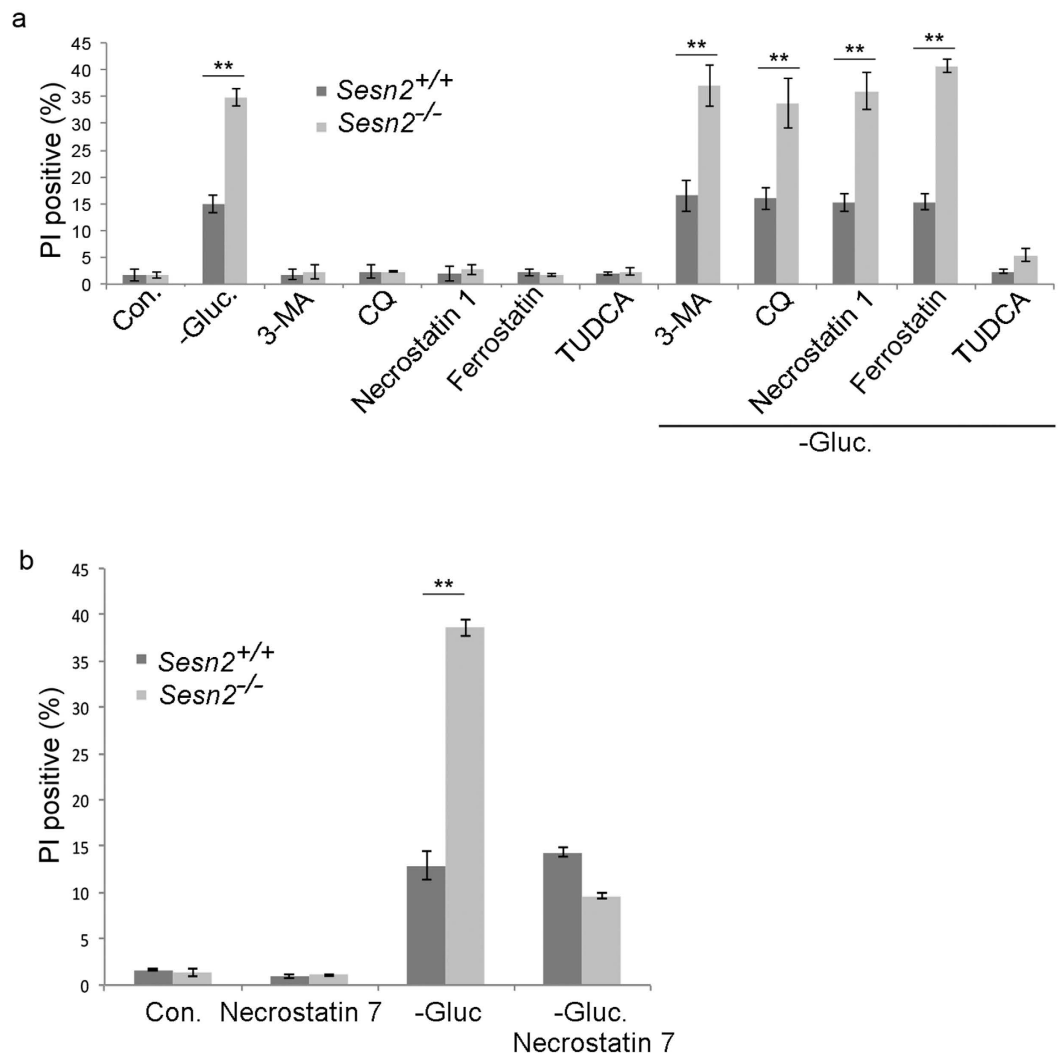 a
PI positive (%)
45
40
35
30
25
20
15
10
5
0
**
Sesn2+/+
Sesn2-/-
** ** ** **
Con. -Gluc. 3-MA CQ Necrostatin 1 Ferrostatin TUDCA 3-MA CQ Necrostatin 1 Ferrostatin TUDCA
-Gluc.
b
PI positive (%)
45
40
35
30
25
20
15
10
5
0
**
Sesn2+/+
Sesn2-/-
Con. Necrostatin 7 -Gluc -Gluc.
Necrostatin 7